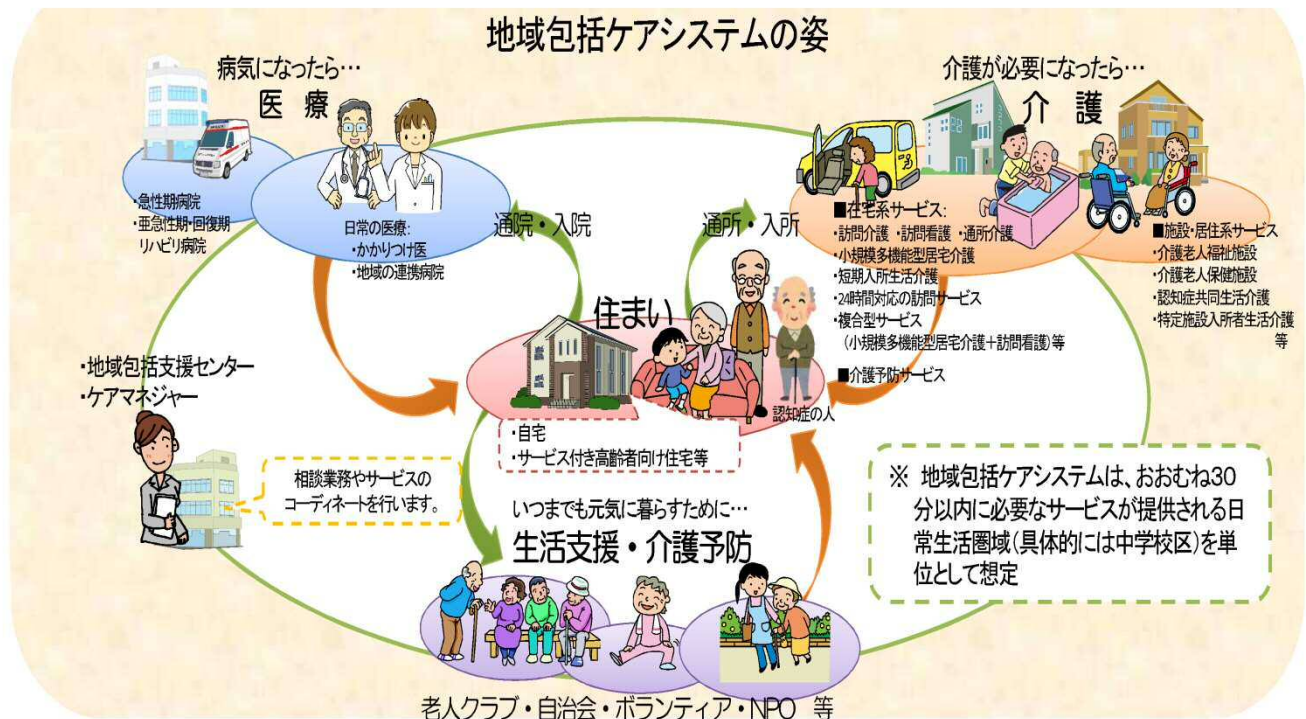 地域包括ケアシステムの姿
病気になったら…
医 療
・急性期病院
・亜急性期・回復期
リハビリ病院
日常の医療:
・かかりつけ医
・地域の連携病院
通院・入院
介護が必要になったら…
介 護
通所・入所
■在宅系サービス:
・訪問介護 ・訪問看護 ・通所介護
・小規模多機能型居宅介護
・短期入所生活介護
・24時間対応の訪問サービス
・複合型サービス
(小規模多機能型居宅介護+訪問看護)等
■介護予防サービス
■施設・居住系サービス
・介護老人福祉施設
・介護老人保健施設
・認知症共同生活介護
・特定施設入所者生活介護
等
住まい
認知症の人
・自宅
・サービス付き高齢者向け住宅等
・地域包括支援センター
・ケアマネジャー
相談業務やサービスの
コーディネートを行います。
いつまでも元気に暮らすために…
生活支援・介護予防
老人クラブ・自治会・ボランティア・NPO 等
※ 地域包括ケアシステムは、おおむね30
分以内に必要なサービスが提供される日
常生活圏域(具体的には中学校区)を単
位として想定